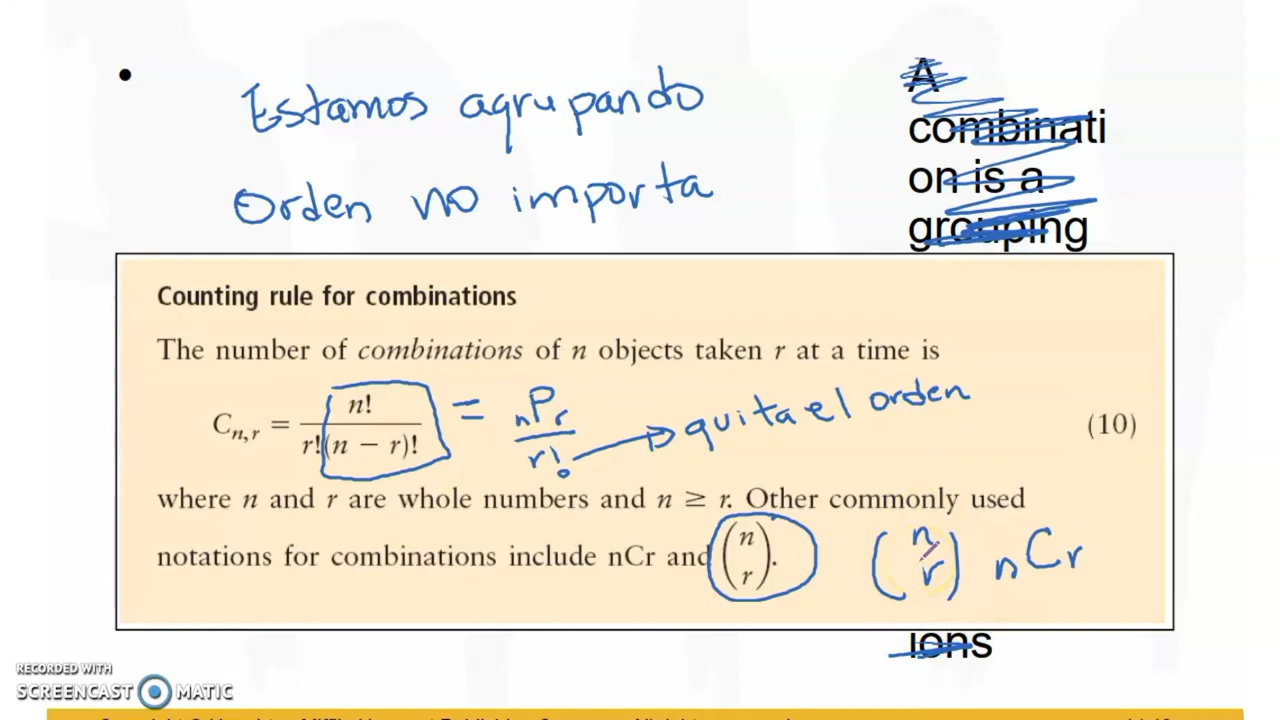 •
Estamos agrupando
Orden no importa
A
combinati
on is a
grouping
Counting rule for combinations
The number of combinations of n objects taken r at a time is
C_{n,r} = n! / r!(n − r)! = nPr / r! → quita el orden (10)
where n and r are whole numbers and n ≥ r. Other commonly used
notations for combinations include nCr and (n r). (n r) nCr
ions
RECORDED WITH
SCREENCAST MATIC